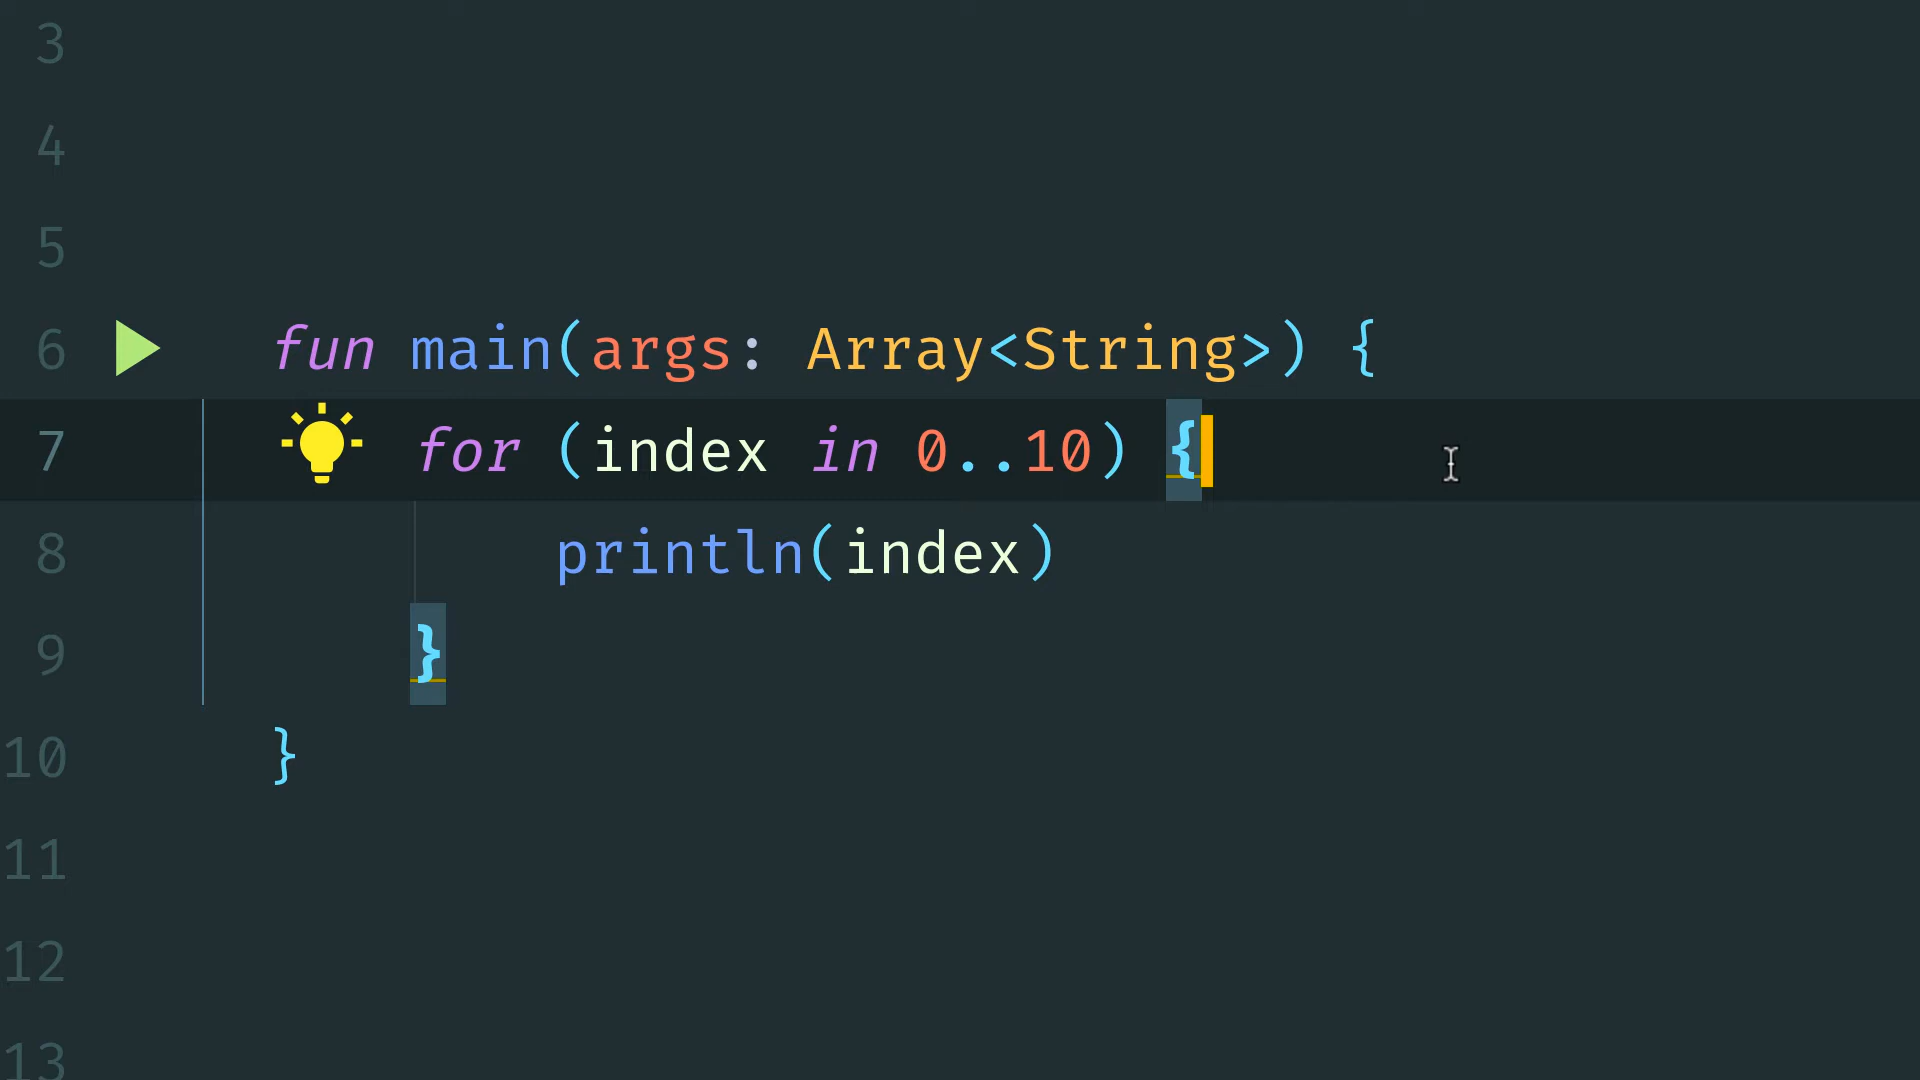 3
4
5
6 fun main(args: Array<String>) {
7 for (index in 0..10) {
8 println(index)
9 }
10 }
11
12
13